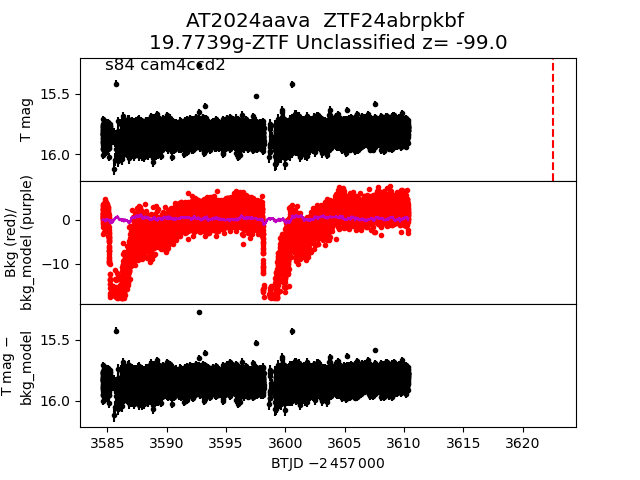 AT2024aava  ZTF24abrpkbf
19.7739g-ZTF Unclassified z= -99.0
s84 cam4ccd2
15.5
16.0
T mag
0
−10
Bkg (red)/
bkg_model (purple)
15.5
16.0
T mag −
bkg_model
3585 3590 3595 3600 3605 3610 3615 3620
BTJD −2 457 000